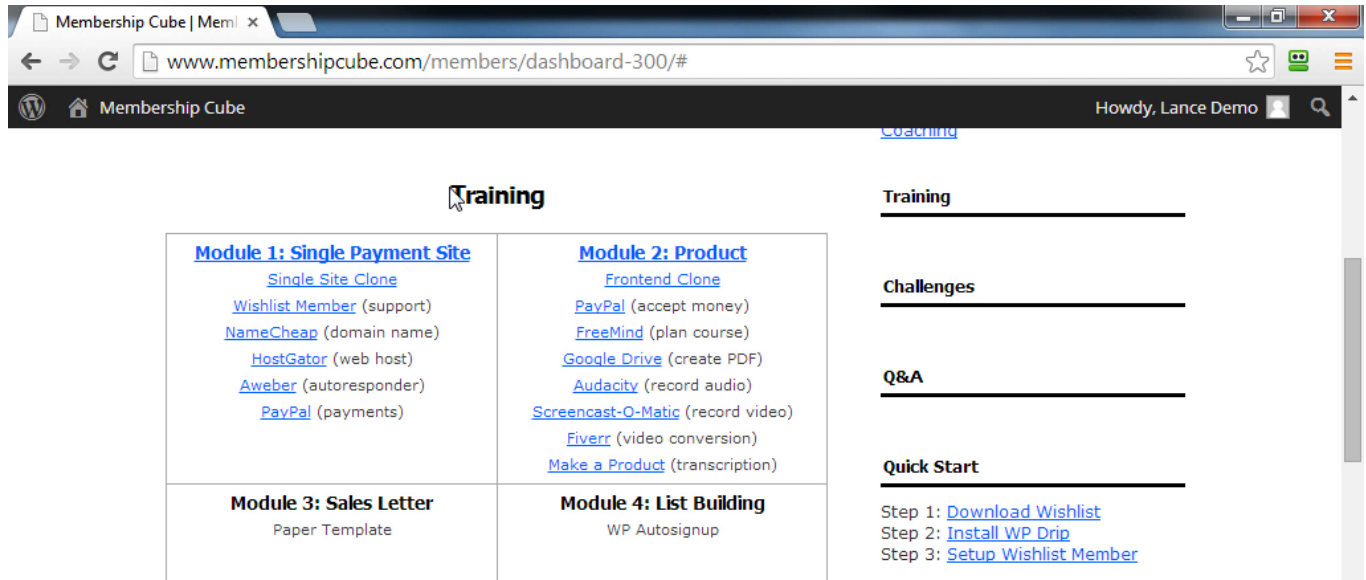 Membership Cube | Meml
www.membershipcube.com/members/dashboard-300/#
Membership Cube
Howdy, Lance Demo
Coaching
Training
Module 1: Single Payment Site
Single Site Clone
Wishlist Member (support)
NameCheap (domain name)
HostGator (web host)
Aweber (autoresponder)
PayPal (payments)
Module 2: Product
Frontend Clone
PayPal (accept money)
FreeMind (plan course)
Google Drive (create PDF)
Audacity (record audio)
Screencast-O-Matic (record video)
Fiverr (video conversion)
Make a Product (transcription)
Module 3: Sales Letter
Paper Template
Module 4: List Building
WP Autosignup
Training
Challenges
Q&A
Quick Start
Step 1: Download Wishlist
Step 2: Install WP Drip
Step 3: Setup Wishlist Member